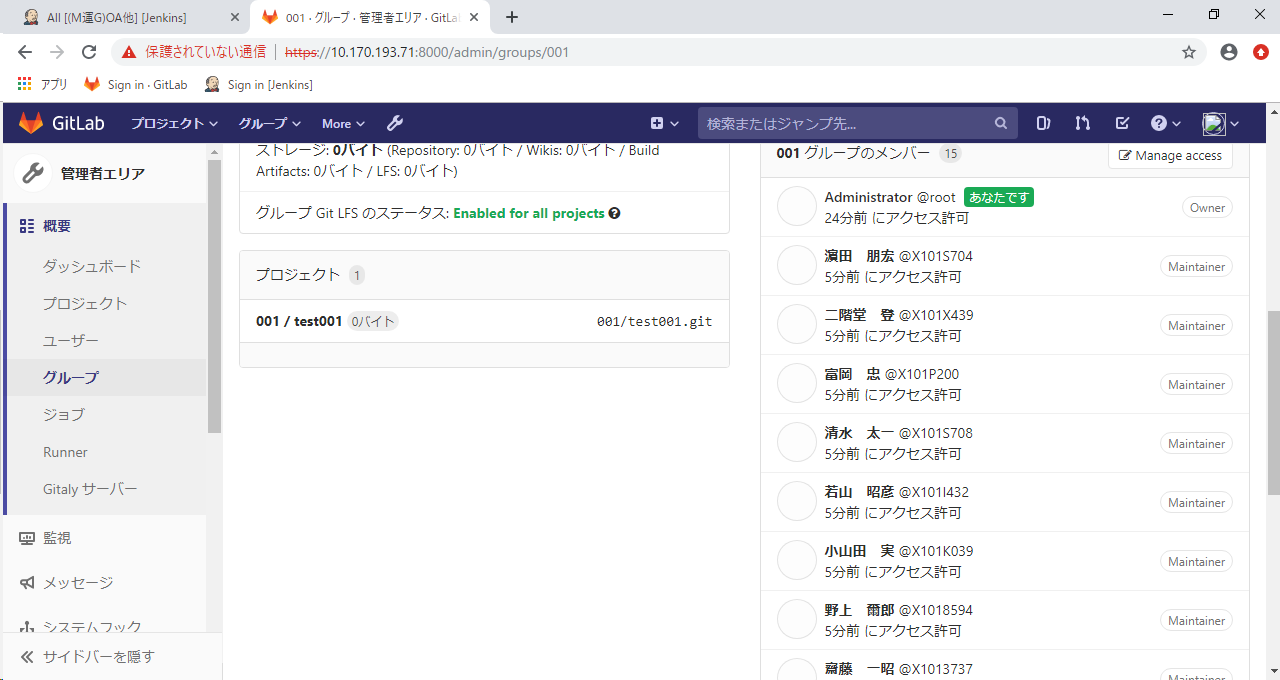 All [(M運G)OA他] [Jenkins]
001 · グループ · 管理者エリア · GitLa
保護されていない通信
https://10.170.193.71:8000/admin/groups/001
アプリ
Sign in · GitLab
Sign in [Jenkins]
GitLab
プロジェクト
グループ
More
検索またはジャンプ先...
管理者エリア
概要
ダッシュボード
プロジェクト
ユーザー
グループ
ジョブ
Runner
Gitaly サーバー
監視
メッセージ
システムフック
サイドバーを隠す
ストレージ: 0バイト (Repository: 0バイト / Wikis: 0バイト / Build
Artifacts: 0バイト / LFS: 0バイト)
グループ Git LFS のステータス: Enabled for all projects
プロジェクト 1
001 / test001 0バイト 001/test001.git
001 グループのメンバー 15 Manage access
Administrator @root あなたです
24分前 にアクセス許可
Owner
濵田 朋宏 @X101S704
5分前 にアクセス許可
Maintainer
二階堂 登 @X101X439
5分前 にアクセス許可
Maintainer
富岡 忠 @X101P200
5分前 にアクセス許可
Maintainer
清水 太一 @X101S708
5分前 にアクセス許可
Maintainer
若山 昭彦 @X101I432
5分前 にアクセス許可
Maintainer
小山田 実 @X101K039
5分前 にアクセス許可
Maintainer
野上 爾郎 @X1018594
5分前 にアクセス許可
Maintainer
齋藤 一昭 @X1013737
Maintainer